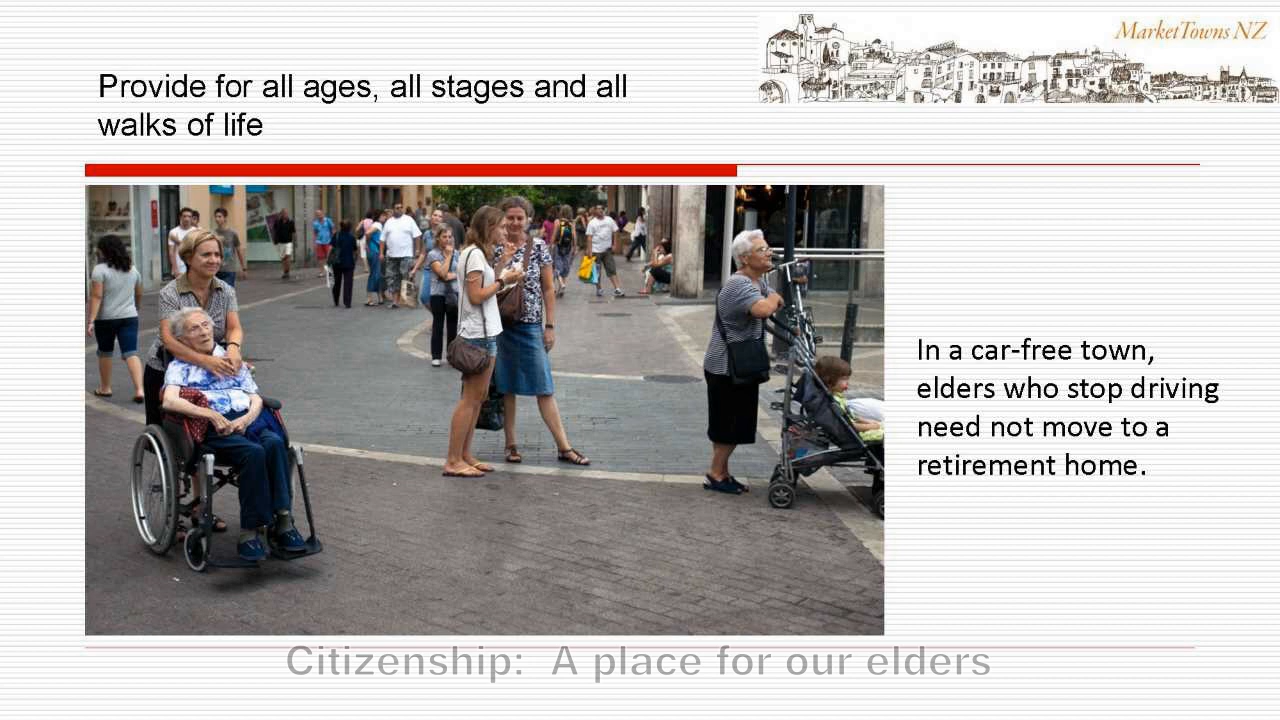 MarketTowns NZ
Provide for all ages, all stages and all
walks of life
In a car-free town,
elders who stop driving
need not move to a
retirement home.
Citizenship: A place for our elders